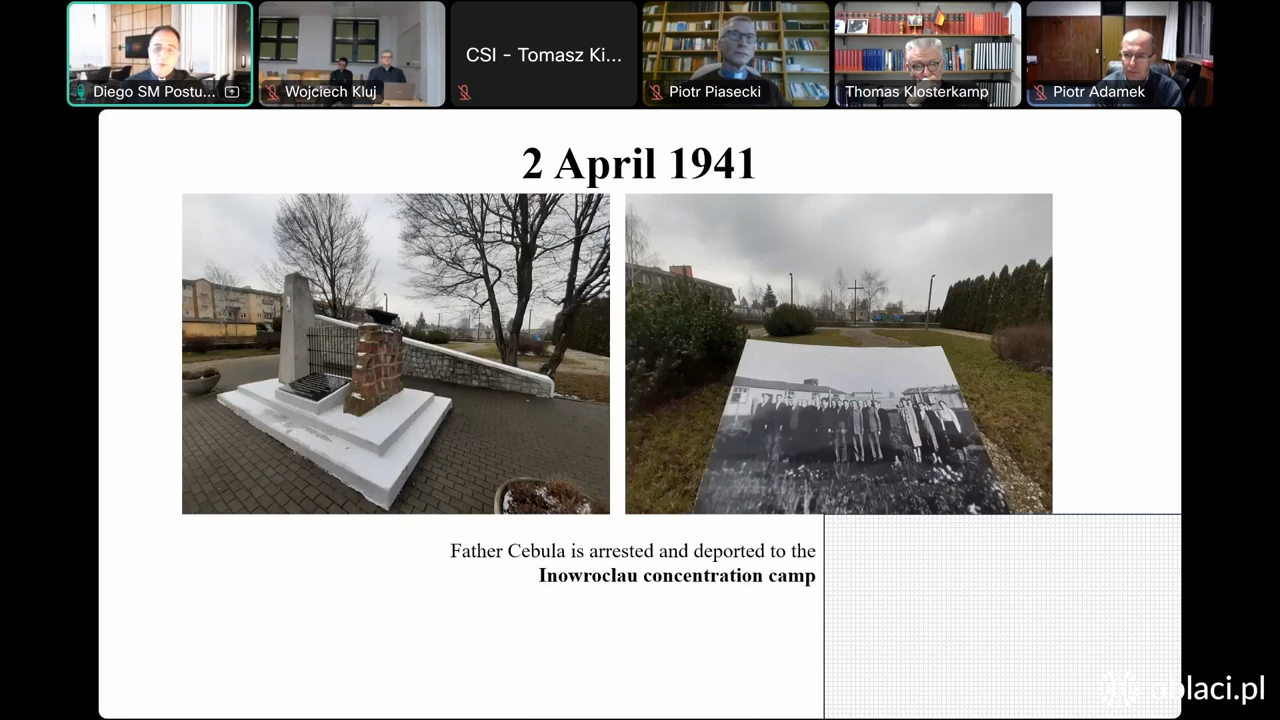 Diego SM Postu...
Wojciech Kluj
CSI - Tomasz Ki...
Piotr Piasecki
Thomas Klosterkamp
Piotr Adamek
2 April 1941
Father Cebula is arrested and deported to the
Inowroclau concentration camp
oblaci.pl